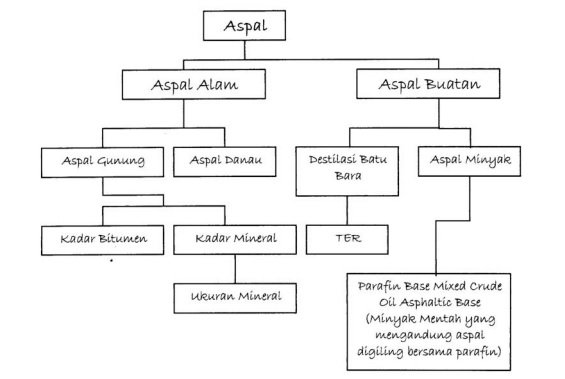 Aspal
Aspal Alam
Aspal Buatan
Aspal Gunung
Aspal Danau
Destilasi Batu
Bara
Aspal Minyak
Kadar Bitumen
Kadar Mineral
TER
Ukuran Mineral
Parafin Base Mixed Crude
Oil Asphaltic Base
(Minyak Mentah yang
mengandung aspal
digiling bersama parafin)